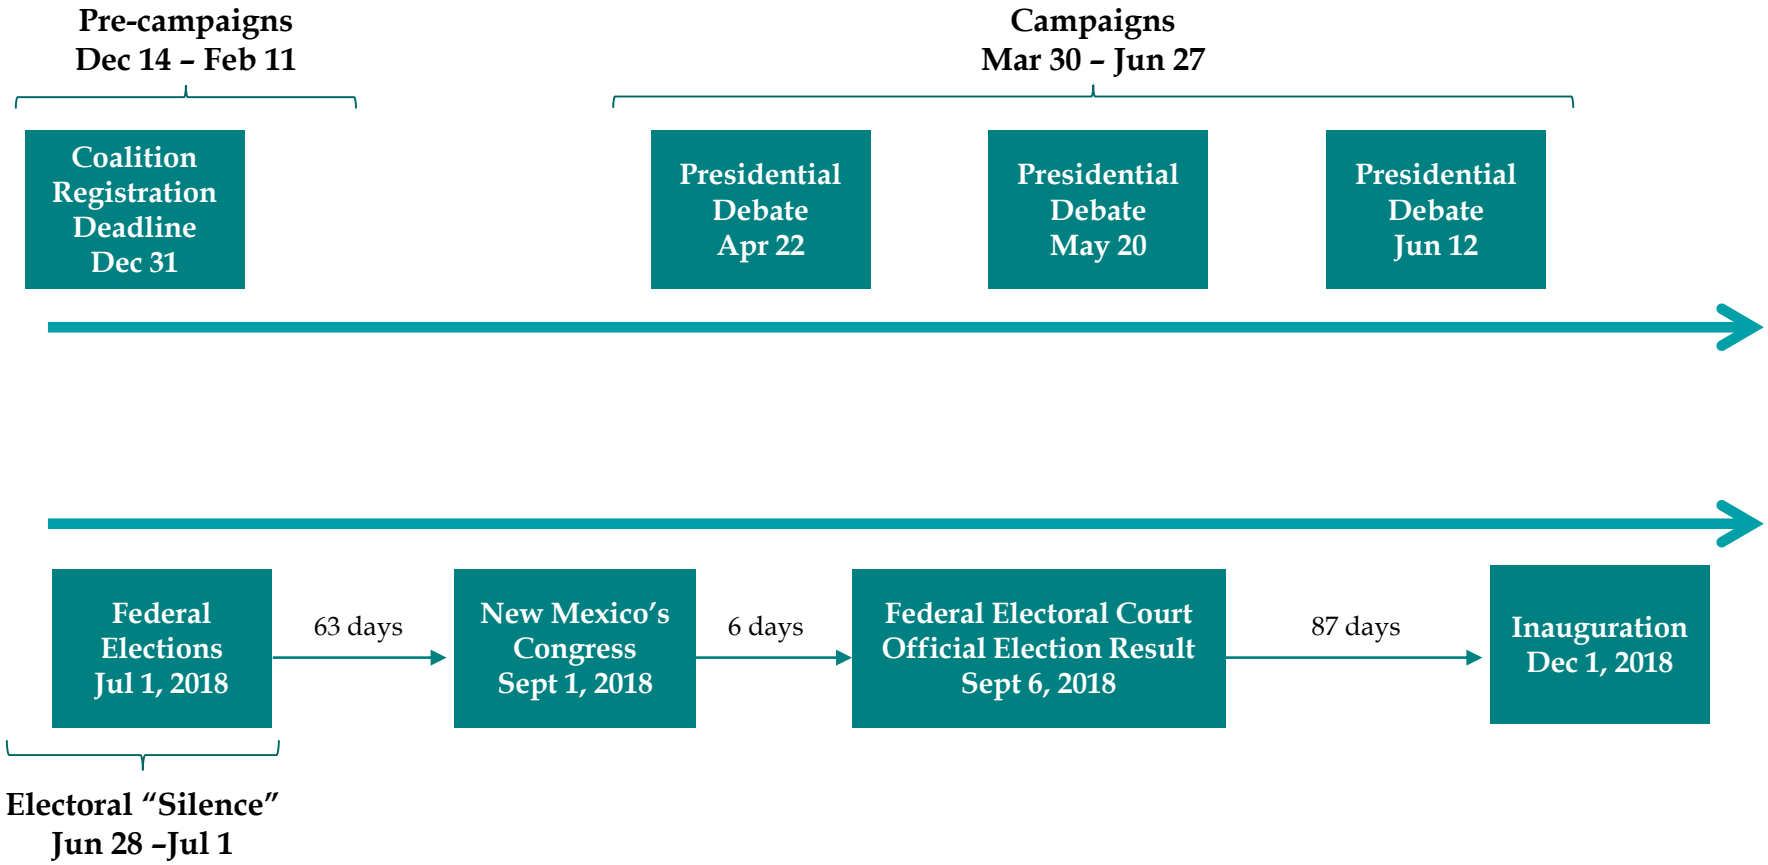 Pre-campaigns
Dec 14 – Feb 11
Campaigns
Mar 30 – Jun 27
Coalition
Registration
Deadline
Dec 31
Presidential
Debate
Apr 22
Presidential
Debate
May 20
Presidential
Debate
Jun 12
Federal
Elections
Jul 1, 2018
63 days
New Mexico’s
Congress
Sept 1, 2018
6 days
Federal Electoral Court
Official Election Result
Sept 6, 2018
87 days
Inauguration
Dec 1, 2018
Electoral “Silence”
Jun 28 –Jul 1